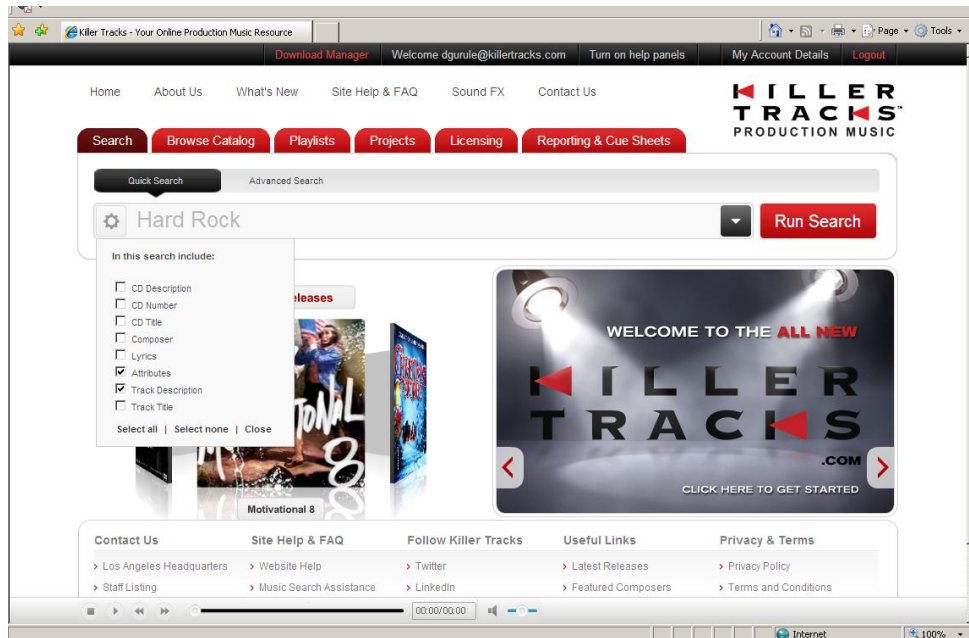 Killer Tracks - Your Online Production Music Resource
Page
Tools
Download Manager Welcome dgurule@killertracks.com Turn on help panels My Account Details Logout
Home About Us What's New Site Help & FAQ Sound FX Contact Us
KILLER
TRACKS™
PRODUCTION MUSIC
Search Browse Catalog Playlists Projects Licensing Reporting & Cue Sheets
Quick Search Advanced Search
Hard Rock Run Search
In this search include:
CD Description
CD Number
CD Title
Composer
Lyrics
Attributes
Track Description
Track Title
Select all | Select none | Close
eleases
8
Motivational 8
WELCOME TO THE ALL NEW
KILLER
TRACKS
.COM
CLICK HERE TO GET STARTED
Contact Us Site Help & FAQ Follow Killer Tracks Useful Links Privacy & Terms
Los Angeles Headquarters Website Help Twitter Latest Releases Privacy Policy
Staff Listing Music Search Assistance LinkedIn Featured Composers Terms and Conditions
00:00/00:00
Internet 100%